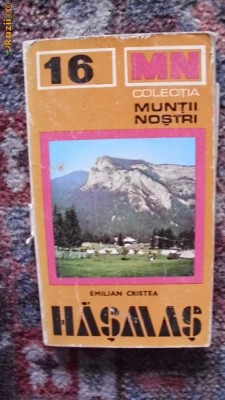 16 MN
COLECȚIA
MUNȚII
NOȘTRI
EMILIAN CRISTEA
HĂȘMAȘ